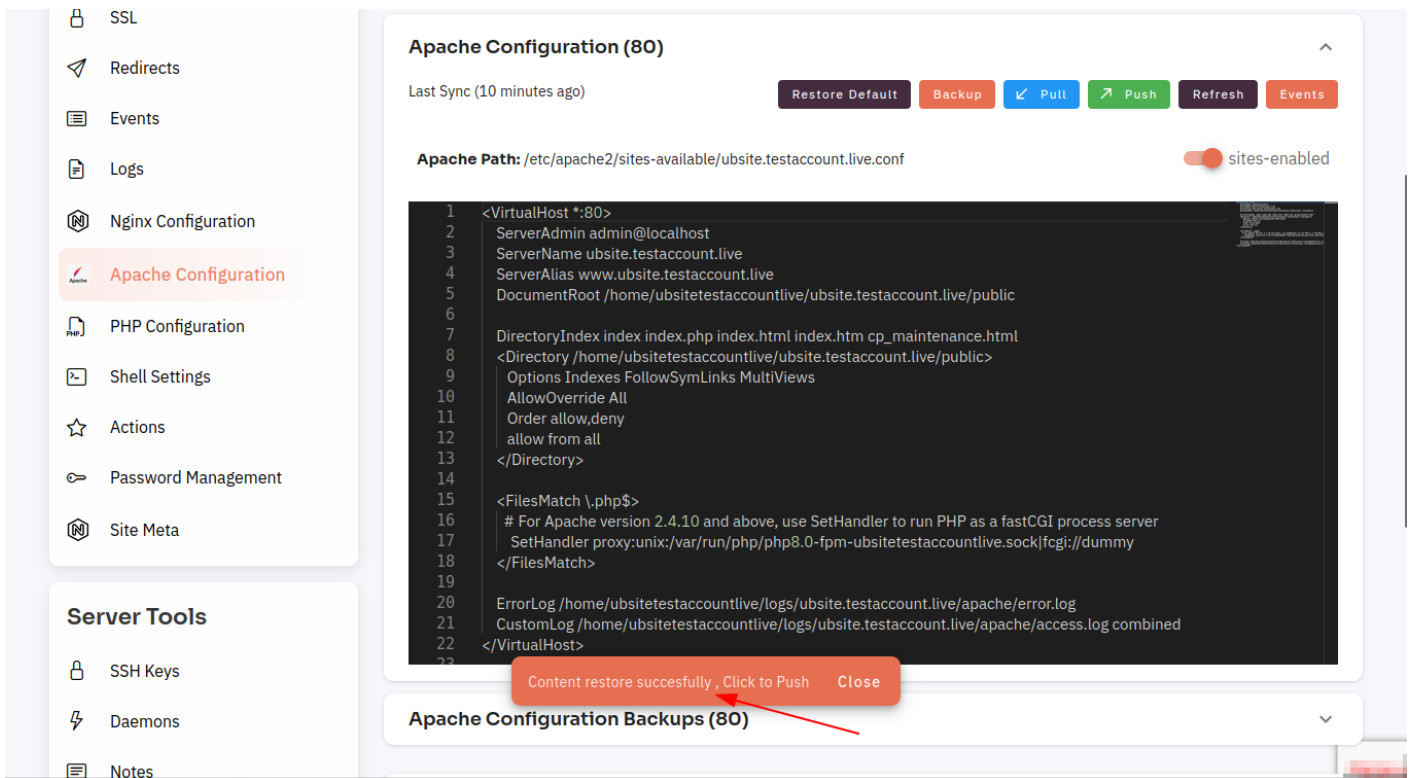 SSL
Redirects
Events
Logs
Nginx Configuration
Apache
Apache Configuration
PHP
PHP Configuration
Shell Settings
Actions
Password Management
Site Meta
Server Tools
SSH Keys
Daemons
Notes
Apache Configuration (80)
Last Sync (10 minutes ago)
Restore Default Backup Pull Push Refresh Events
Apache Path: /etc/apache2/sites-available/ubsite.testaccount.live.conf
sites-enabled
1 <VirtualHost *:80>
2 ServerAdmin admin@localhost
3 ServerName ubsite.testaccount.live
4 ServerAlias www.ubsite.testaccount.live
5 DocumentRoot /home/ubsitetestaccountlive/ubsite.testaccount.live/public
6
7 DirectoryIndex index index.php index.html index.htm cp_maintenance.html
8 <Directory /home/ubsitetestaccountlive/ubsite.testaccount.live/public>
9 Options Indexes FollowSymLinks MultiViews
10 AllowOverride All
11 Order allow,deny
12 allow from all
13 </Directory>
14
15 <FilesMatch \.php$>
16 # For Apache version 2.4.10 and above, use SetHandler to run PHP as a fastCGI process server
17 SetHandler proxy:unix:/var/run/php/php8.0-fpm-ubsitetestaccountlive.sock|fcgi://dummy
18 </FilesMatch>
19
20 ErrorLog /home/ubsitetestaccountlive/logs/ubsite.testaccount.live/apache/error.log
21 CustomLog /home/ubsitetestaccountlive/logs/ubsite.testaccount.live/apache/access.log combined
22 </VirtualHost>
23
Content restore succesfully , Click to Push Close
Apache Configuration Backups (80)